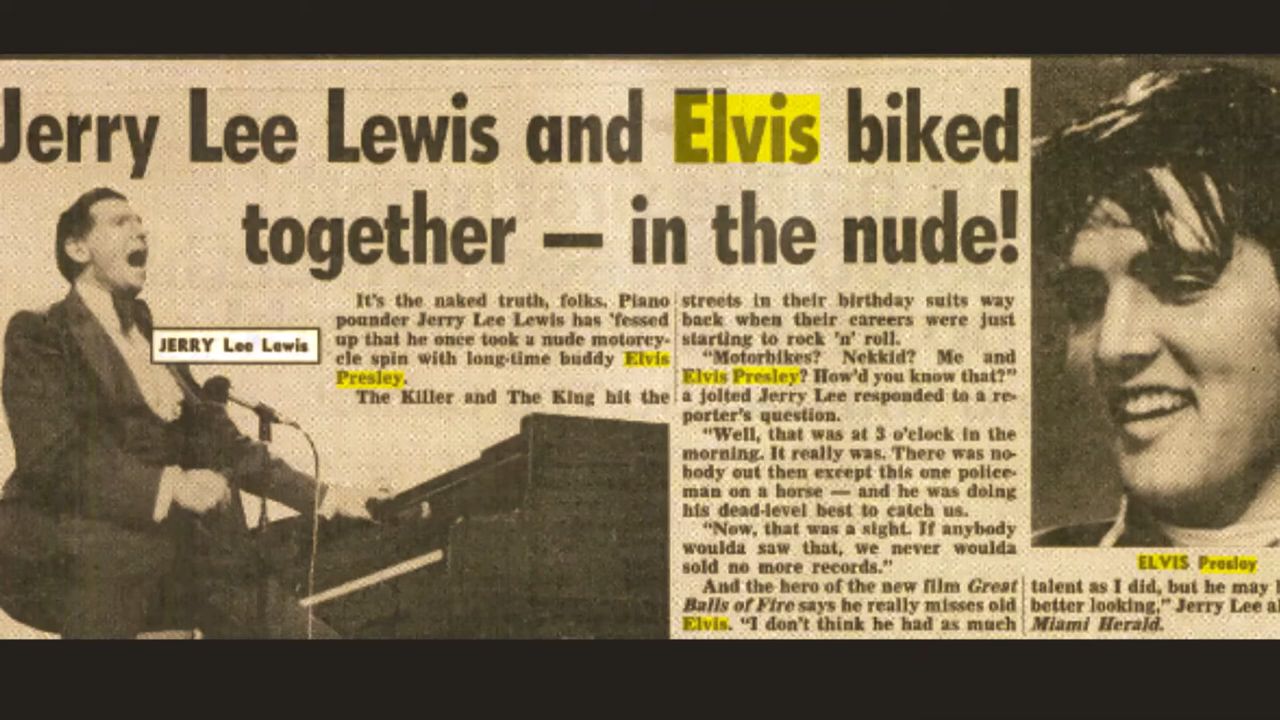 Jerry Lee Lewis and Elvis biked
together — in the nude!
JERRY Lee Lewis
It's the naked truth, folks. Piano
pounder Jerry Lee Lewis has 'fessed
up that he once took a nude motorcy-
cle spin with long-time buddy Elvis
Presley.
The Killer and The King hit the
streets in their birthday suits way
back when their careers were just
starting to rock 'n' roll.
"Motorbikes? Nekkid? Me and
Elvis Presley? How'd you know that?"
a jolted Jerry Lee responded to a re-
porter's question.
"Well, that was at 3 o'clock in the
morning. It really was. There was no-
body out then except this one police-
man on a horse — and he was doing
his dead-level best to catch us.
"Now, that was a sight. If anybody
woulda saw that, we never woulda
sold no more records."
And the hero of the new film Great
Balls of Fire says he really misses old
Elvis. "I don't think he had as much
ELVIS Presley
talent as I did, but he may
better looking," Jerry Lee
Miami Herald.